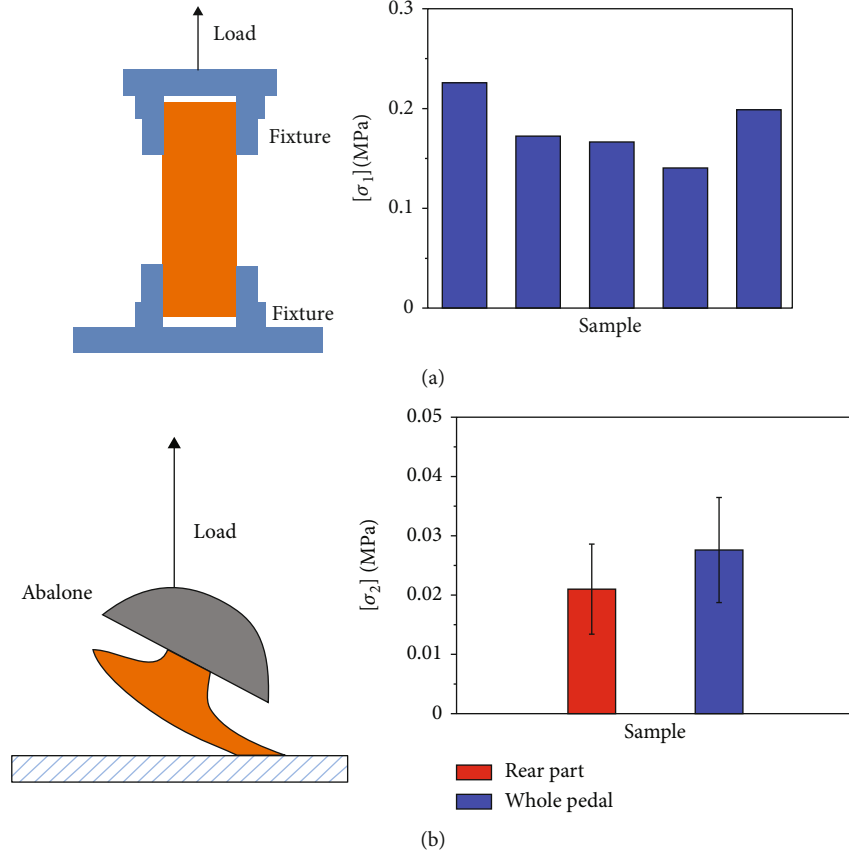 Load
Fixture
Fixture
0.3
0.2
0.1
0
[σ₁](MPa)
Sample
(a)
Load
Abalone
0.05
0.04
0.03
0.02
0.01
0
[σ₂] (MPa)
Sample
Rear part
Whole pedal
(b)